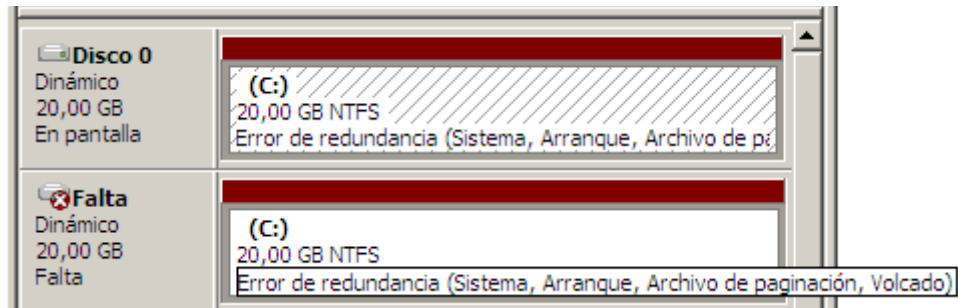 Disco 0
Dinámico
20,00 GB
En pantalla
(C:)
20,00 GB NTFS
Error de redundancia (Sistema, Arranque, Archivo de pa
Falta
Dinámico
20,00 GB
Falta
(C:)
20,00 GB NTFS
Error de redundancia (Sistema, Arranque, Archivo de paginación, Volcado)